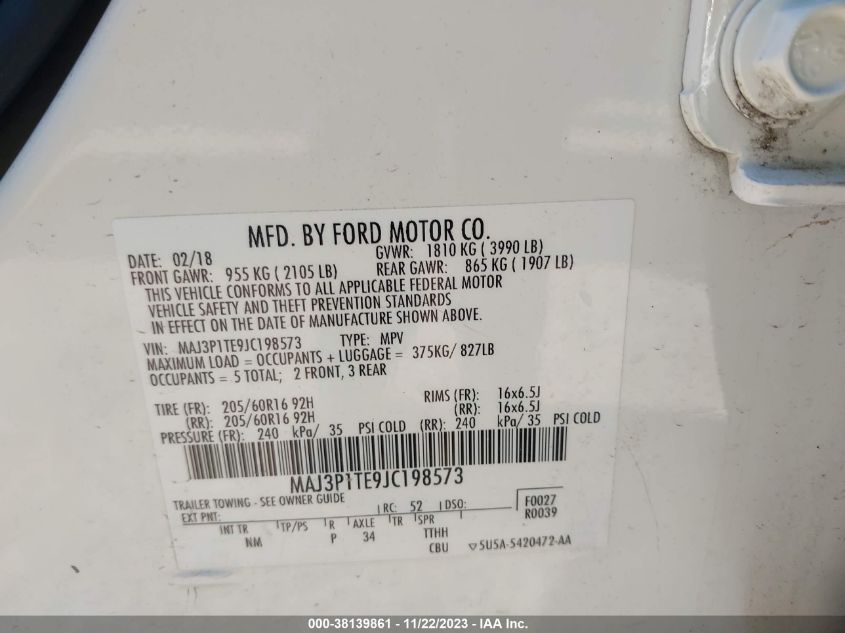 MFD. BY FORD MOTOR CO.
DATE: 02/18 GVWR: 1810 KG ( 3990 LB)
FRONT GAWR: 955 KG ( 2105 LB) REAR GAWR: 865 KG ( 1907 LB)
THIS VEHICLE CONFORMS TO ALL APPLICABLE FEDERAL MOTOR
VEHICLE SAFETY AND THEFT PREVENTION STANDARDS
IN EFFECT ON THE DATE OF MANUFACTURE SHOWN ABOVE.
VIN: MAJ3P1TE9JC198573 TYPE: MPV
MAXIMUM LOAD = OCCUPANTS + LUGGAGE = 375KG/ 827LB
OCCUPANTS = 5 TOTAL; 2 FRONT, 3 REAR
TIRE (FR): 205/60R16 92H RIMS (FR): 16x6.5J
(RR): 205/60R16 92H (RR): 16x6.5J
PRESSURE (FR): 240 kPa/ 35 PSI COLD (RR): 240 kPa/ 35 PSI COLD
MAJ3P1TE9JC198573
TRAILER TOWING - SEE OWNER GUIDE
EXT PNT: RC: 52 DSO: F0027
R0039
INT TR TP/PS R AXLE TR SPR
NM P 34 TTHH
CBU 5U5A-5420472-AA
000-38139861 - 11/22/2023 - IAA Inc.